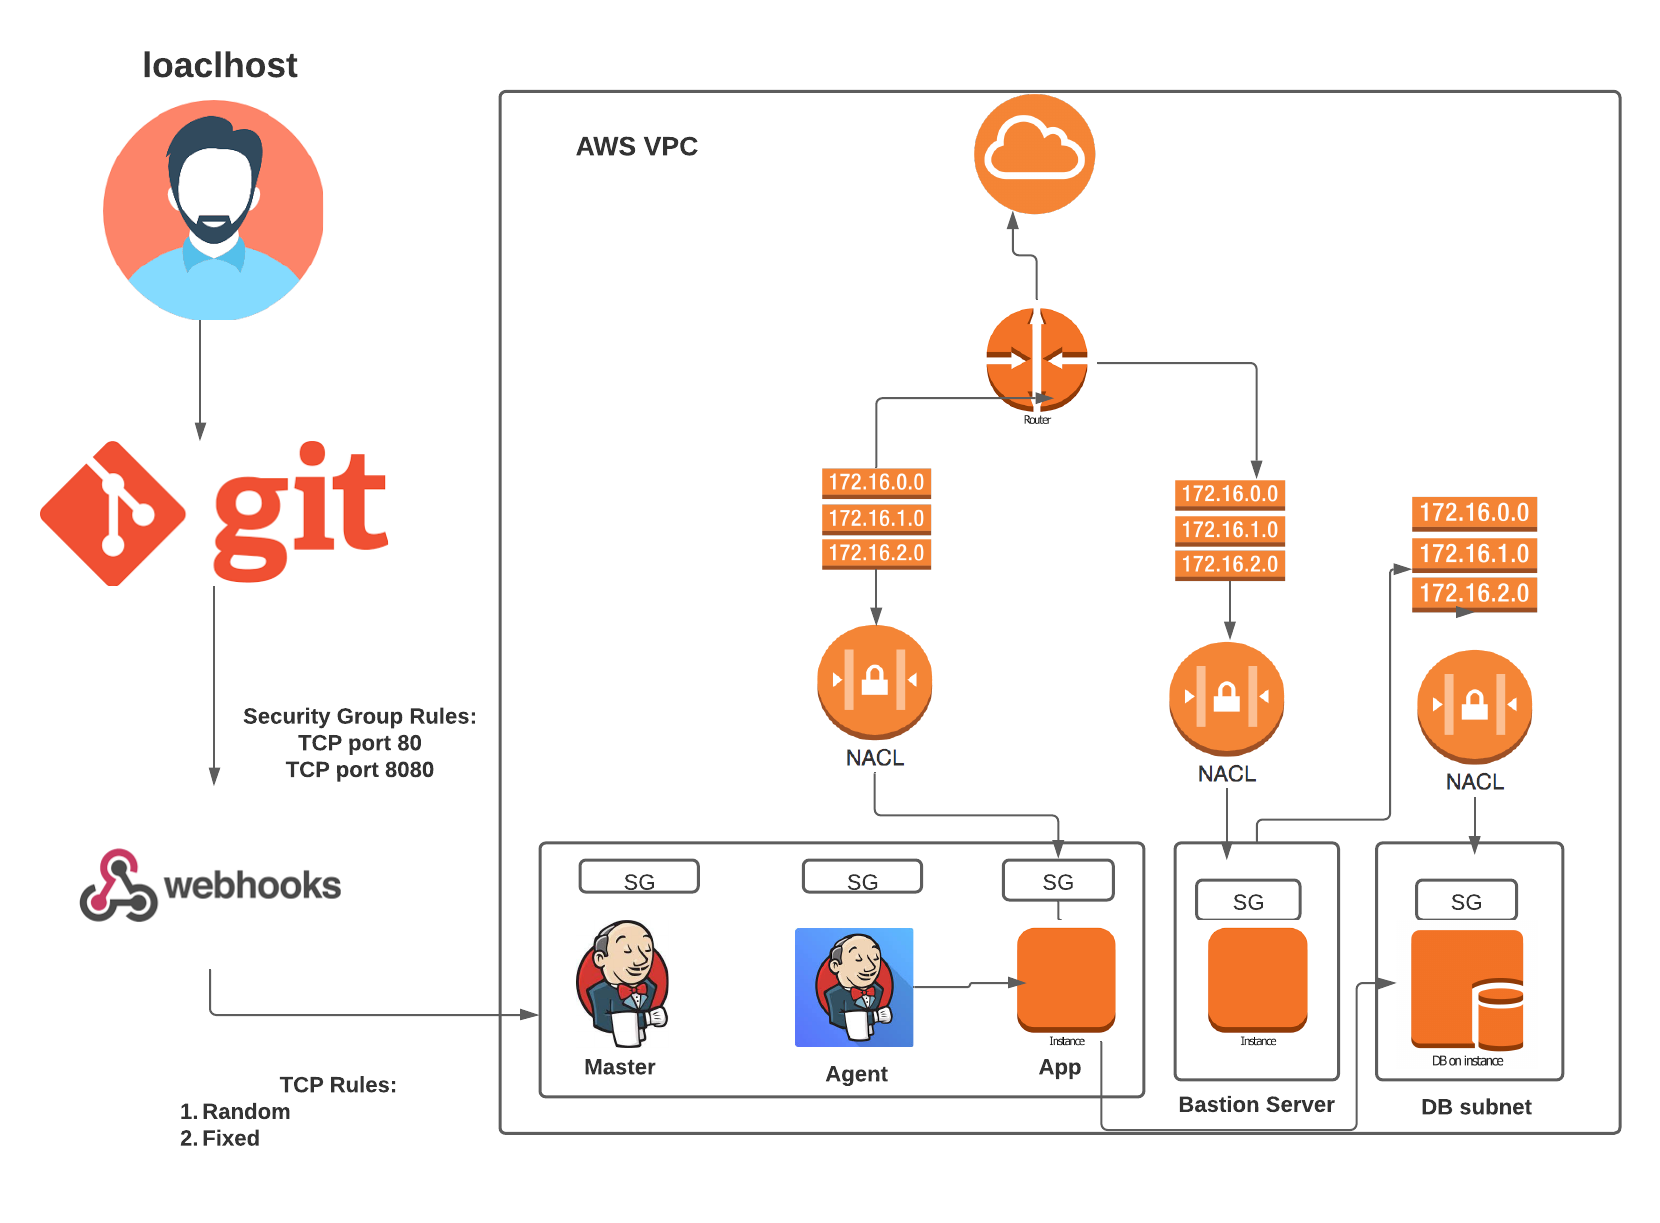 loaclhost
AWS VPC
Router
git
172.16.0.0
172.16.1.0
172.16.2.0
172.16.0.0
172.16.1.0
172.16.2.0
172.16.0.0
172.16.1.0
172.16.2.0
Security Group Rules:
TCP port 80
TCP port 8080
NACL
NACL
NACL
webhooks
SG
SG
SG
SG
SG
Instance
Instance
DB on instance
Master
Agent
App
Bastion Server
DB subnet
TCP Rules:
1. Random
2. Fixed